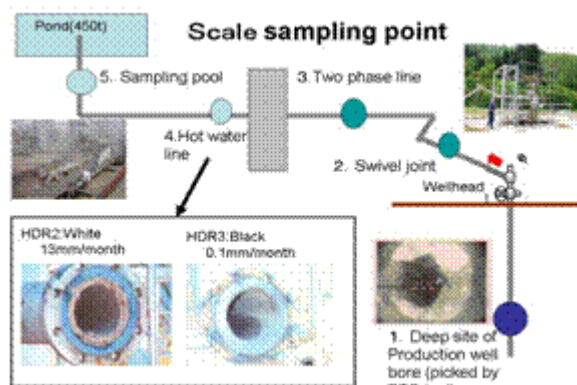 Scale sampling point
Pond(450t)
5. Sampling pool
3. Two phase line
4.Hot water
line
2. Swivel joint
Wellhead
HDR2:White
13mm/month
HDR3:Black
0.1mm/month
1. Deep site of
Production well
bore (picked by